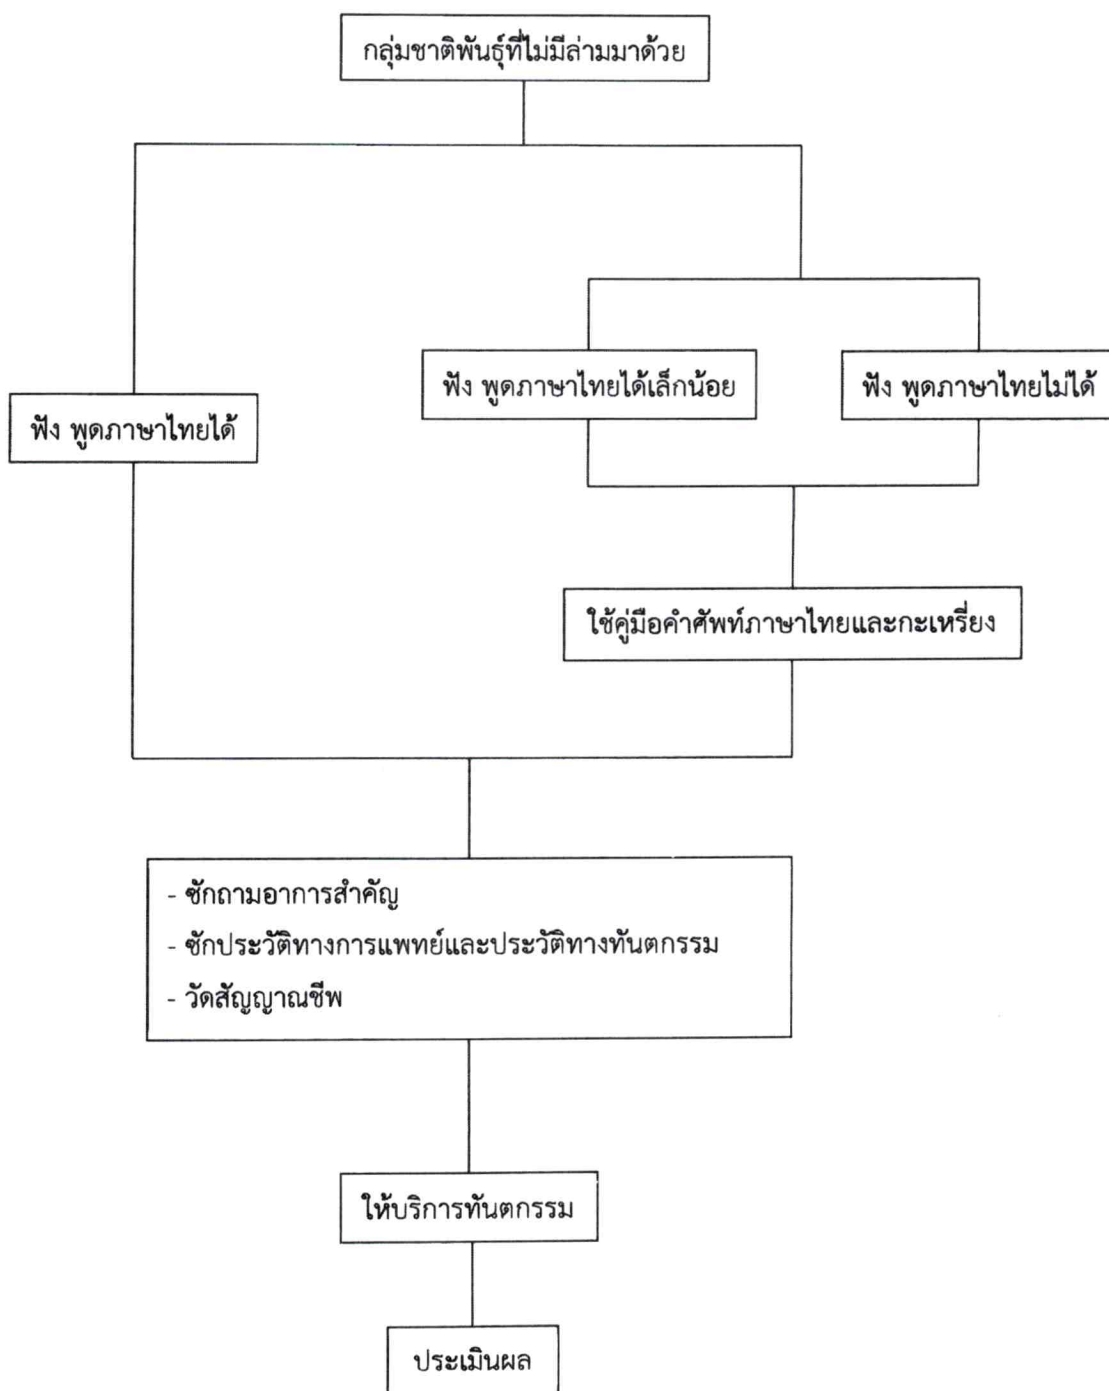 กลุ่มชาติพันธุ์ที่ไม่มีล่ามมาด้วย
ฟัง พูดภาษาไทยได้เล็กน้อย
ฟัง พูดภาษาไทยไม่ได้
ฟัง พูดภาษาไทยได้
ใช้คู่มือคำศัพท์ภาษาไทยและกะเหรี่ยง
- ซักถามอาการสำคัญ
- ซักประวัติทางการแพทย์และประวัติทางทันตกรรม
- วัดสัญญาณชีพ
ให้บริการทันตกรรม
ประเมินผล